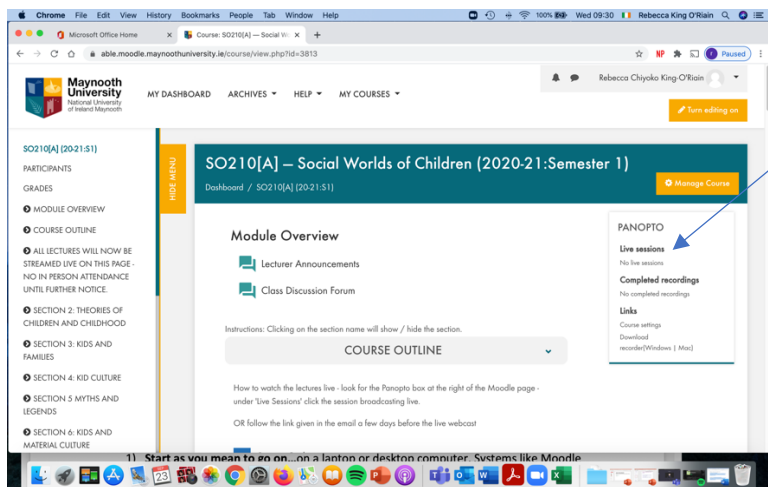 Chrome File Edit View History Bookmarks People Tab Window Help 100% Wed 09:30 Rebecca King O'Riain
Microsoft Office Home × Course: SO210[A] — Social Wo × +
able.moodle.maynoothuniversity.ie/course/view.php?id=3813 NP Paused
Maynooth
University
National University
of Ireland Maynooth
MY DASHBOARD ARCHIVES HELP MY COURSES
Rebecca Chiyoko King-O'Riain
Turn editing on
SO210[A] (20-21:S1)
PARTICIPANTS
GRADES
MODULE OVERVIEW
COURSE OUTLINE
ALL LECTURES WILL NOW BE
STREAMED LIVE ON THIS PAGE -
NO IN PERSON ATTENDANCE
UNTIL FURTHER NOTICE.
SECTION 2: THEORIES OF
CHILDREN AND CHILDHOOD
SECTION 3: KIDS AND
FAMILIES
SECTION 4: KID CULTURE
SECTION 5 MYTHS AND
LEGENDS
SECTION 6: KIDS AND
MATERIAL CULTURE
HIDE MENU
SO210[A] — Social Worlds of Children (2020-21:Semester 1)
Dashboard / SO210[A] (20-21:S1)
Manage Course
Module Overview
Lecturer Announcements
Class Discussion Forum
Instructions: Clicking on the section name will show / hide the section.
COURSE OUTLINE
How to watch the lectures live - look for the Panopto box at the right of the Moodle page -
under 'Live Sessions' click the session broadcasting live.
OR follow the link given in the email a few days before the live webcast
PANOPTO
Live sessions
No live sessions
Completed recordings
No completed recordings
Links
Course settings
Download
recorder(Windows | Mac)
1) Start as you mean to go on...on a laptop or desktop computer. Systems like Moodle